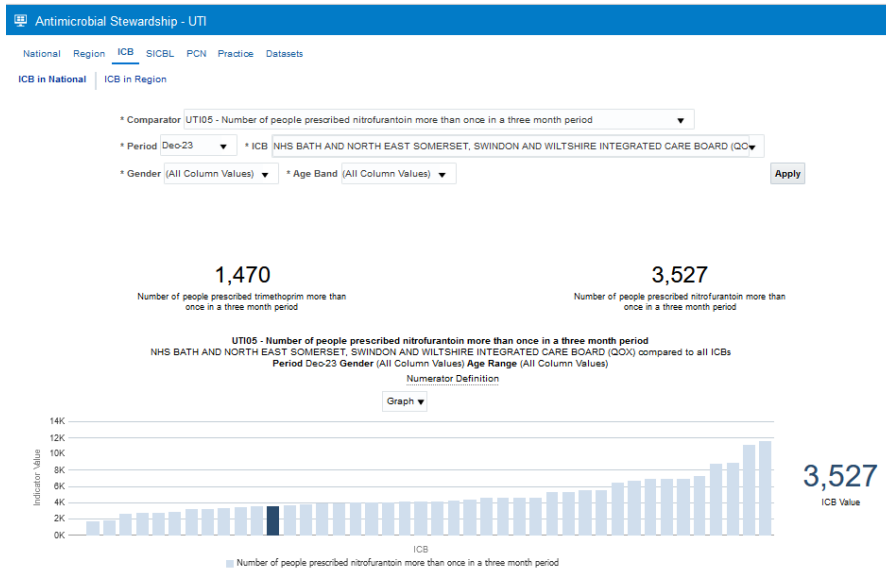 Antimicrobial Stewardship - UTI
National Region ICB SICBL PCN Practice Datasets
ICB in National ICB in Region
* Comparator UTI05 - Number of people prescribed nitrofurantoin more than once in a three month period
* Period Dec-23 * ICB NHS BATH AND NORTH EAST SOMERSET, SWINDON AND WILTSHIRE INTEGRATED CARE BOARD (QO
* Gender (All Column Values) * Age Band (All Column Values) Apply
1,470
Number of people prescribed trimethoprim more than
once in a three month period
3,527
Number of people prescribed nitrofurantoin more than
once in a three month period
UTI05 - Number of people prescribed nitrofurantoin more than once in a three month period
NHS BATH AND NORTH EAST SOMERSET, SWINDON AND WILTSHIRE INTEGRATED CARE BOARD (QOX) compared to all ICBs
Period Dec-23 Gender (All Column Values) Age Range (All Column Values)
Numerator Definition
Graph
14K
12K
10K
8K
6K
4K
2K
0K
Indicator Value
ICB
Number of people prescribed nitrofurantoin more than once in a three month period
3,527
ICB Value